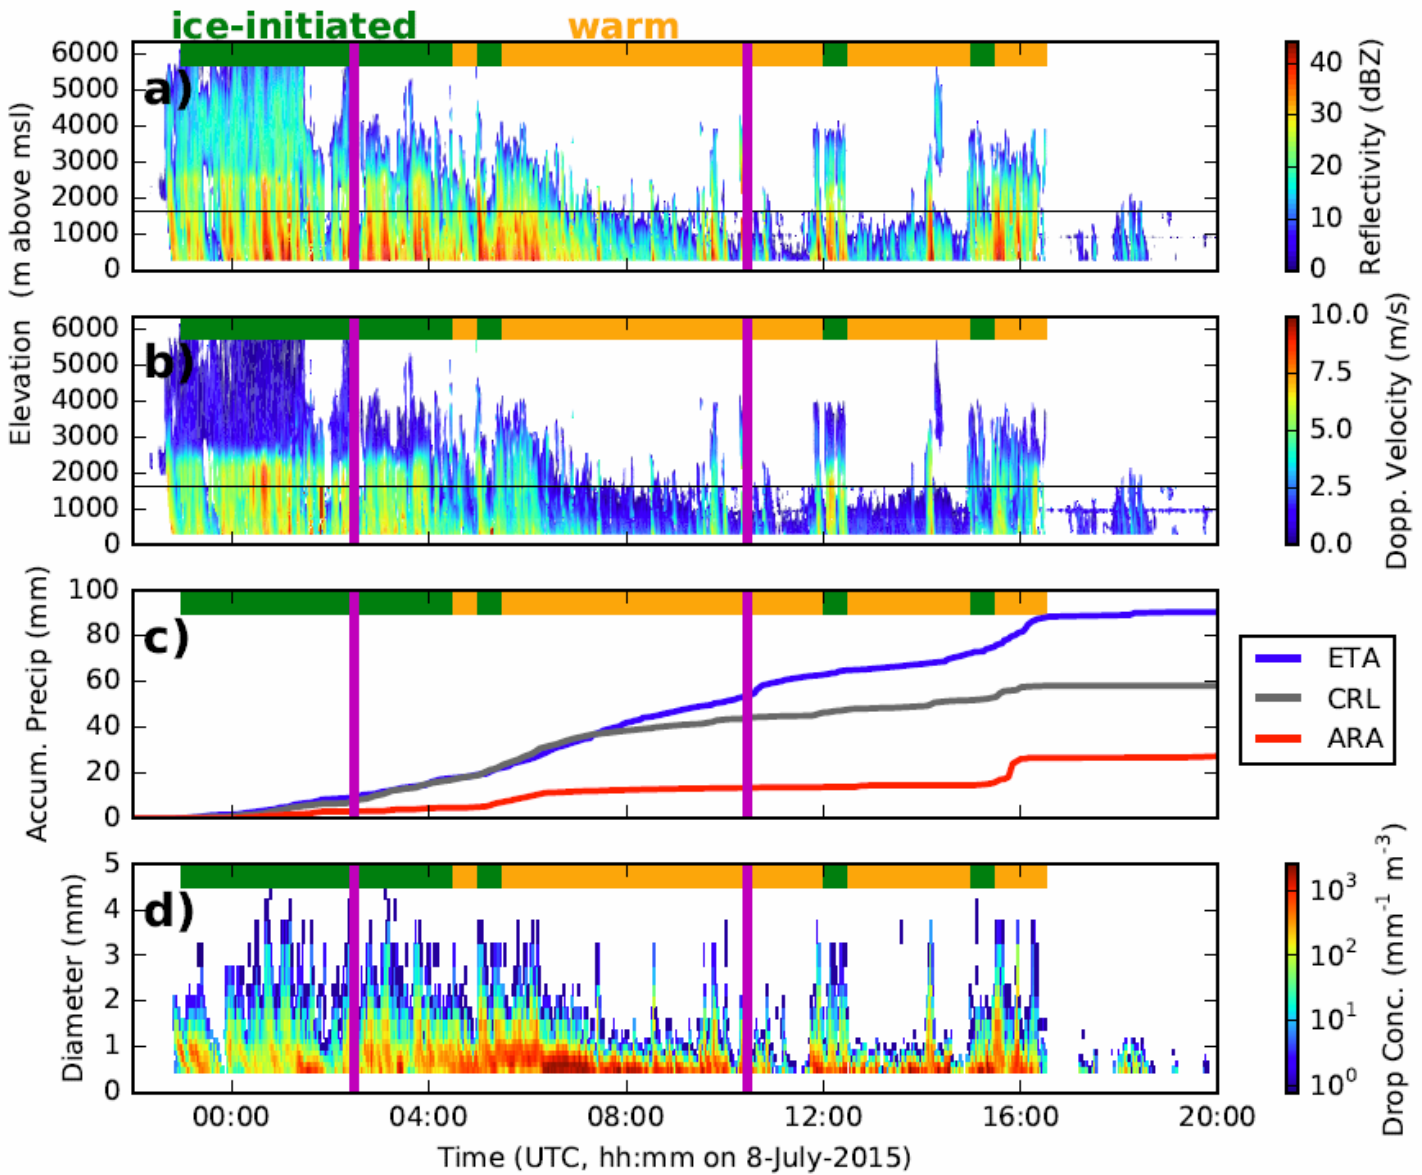 ice-initiated warm
a)
6000
5000
4000
3000
2000
1000
0
40
30
20
10
0
Reflectivity (dBZ)
Elevation (m above msl)
b)
6000
5000
4000
3000
2000
1000
0
10.0
7.5
5.0
2.5
0.0
Dopp. Velocity (m/s)
c)
100
80
60
40
20
0
Accum. Precip (mm)
ETA
CRL
ARA
d)
5
4
3
2
1
0
Diameter (mm)
10³
10²
10¹
10⁰
Drop Conc. (mm⁻¹ m⁻³)
00:00 04:00 08:00 12:00 16:00 20:00
Time (UTC, hh:mm on 8-July-2015)